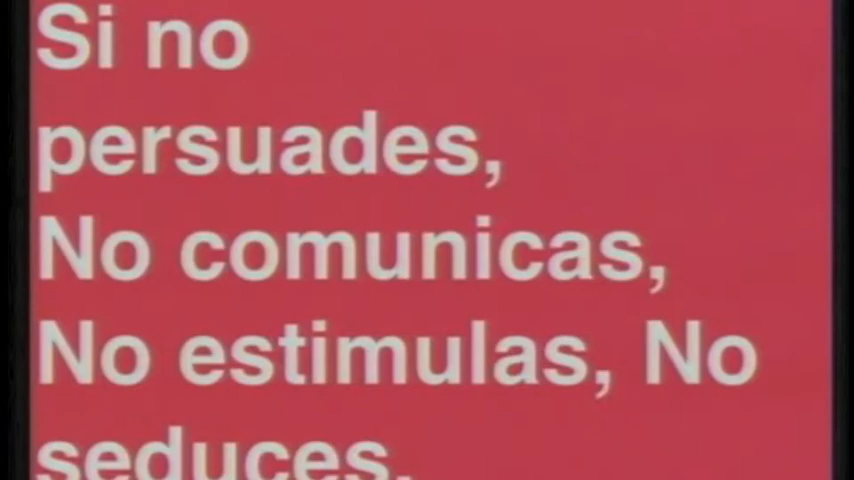 Si no
persuades,
No comunicas,
No estimulas, No
seduces,